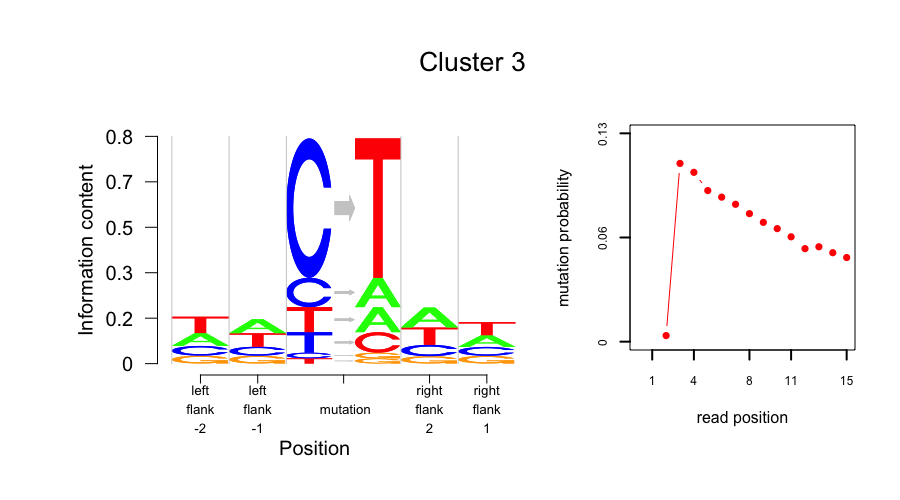 Cluster 3
Information content
0.8
0.7
0.5
0.3
0.2
0
T A C C
A T C C
C C T T C T
T A A C C C
A T C C
T A C C
left flank -2
left flank -1
mutation
right flank 2
right flank 1
Position
mutation probability
0.13
0.06
0
1 4 8 11 15
read position